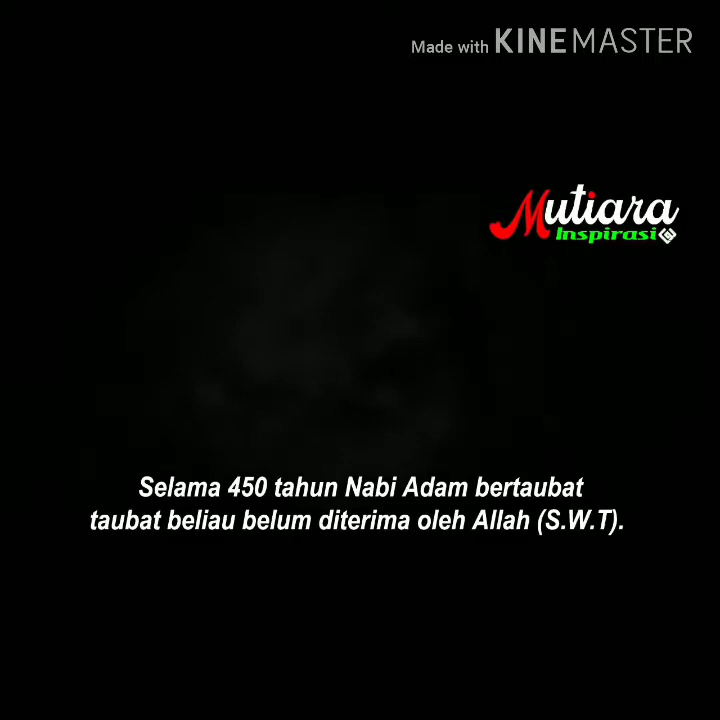 Made with KINEMASTER
Mutiara
Inspirasi
Selama 450 tahun Nabi Adam bertaubat
taubat beliau belum diterima oleh Allah (S.W.T).